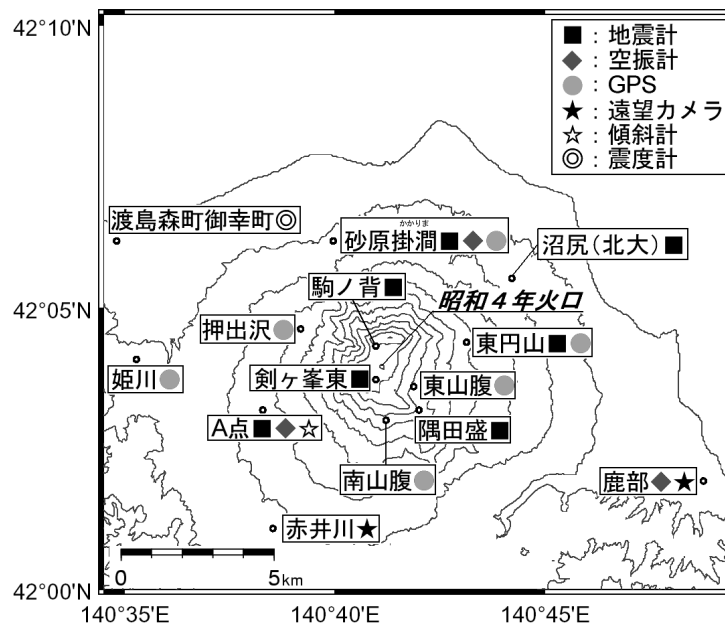 42°10'N
■：地震計
◆：空振計
●：GPS
★：遠望カメラ
☆：傾斜計
◎：震度計
渡島森町御幸町◎
かかりま
砂原掛澗■◆●
沼尻（北大）■
駒ノ背■
昭和４年火口
42°05'N
押出沢●
東円山■●
姫川●
剣ヶ峯東■
東山腹●
A点■◆☆
隅田盛■
南山腹●
鹿部◆★
赤井川★
0
5km
42°00'N
140°35'E
140°40'E
140°45'E